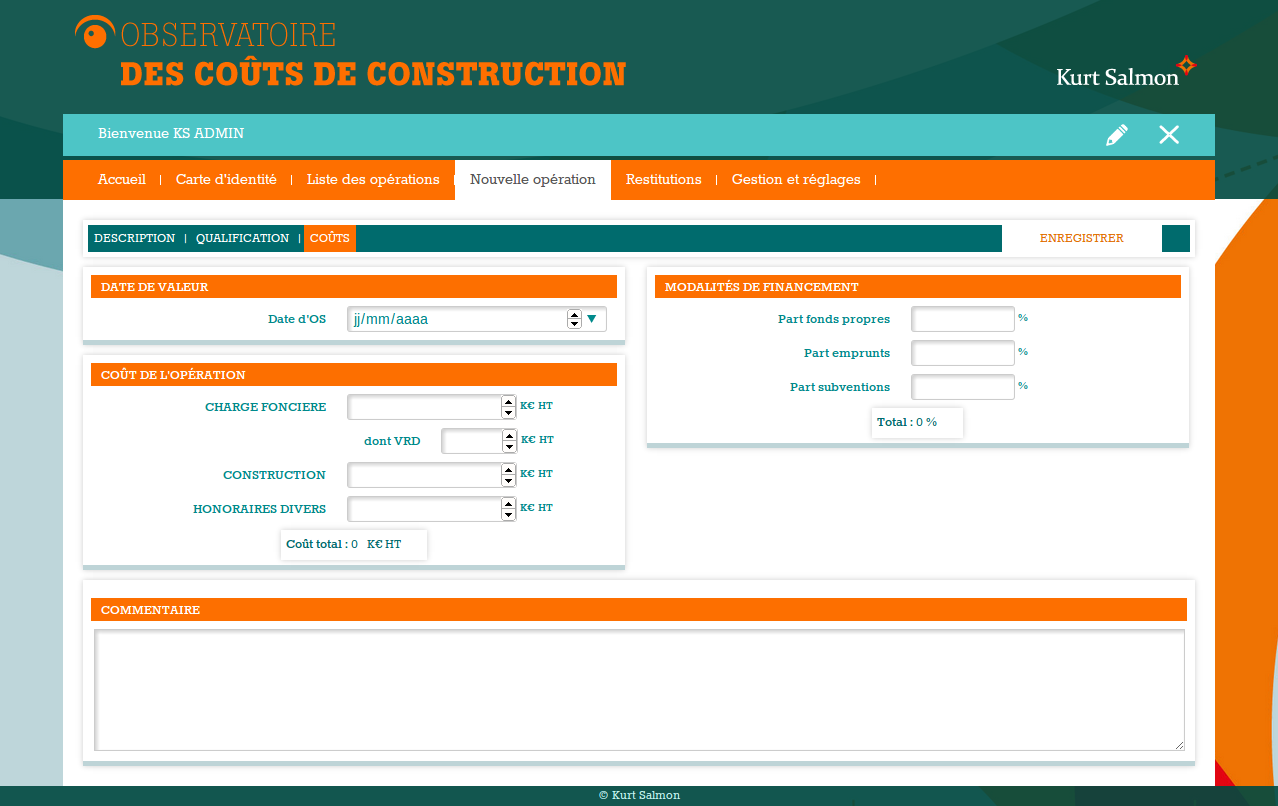 OBSERVATOIRE
DES COÛTS DE CONSTRUCTION
Kurt Salmon
Bienvenue KS ADMIN
Accueil | Carte d'identité | Liste des opérations | Nouvelle opération Restitutions | Gestion et réglages |
DESCRIPTION | QUALIFICATION | COÛTS ENREGISTRER
DATE DE VALEUR
Date d'OS jj/mm/aaaa
COÛT DE L'OPÉRATION
CHARGE FONCIERE K€ HT
dont VRD K€ HT
CONSTRUCTION K€ HT
HONORAIRES DIVERS K€ HT
Coût total : 0 K€ HT
MODALITÉS DE FINANCEMENT
Part fonds propres %
Part emprunts %
Part subventions %
Total : 0 %
COMMENTAIRE
© Kurt Salmon